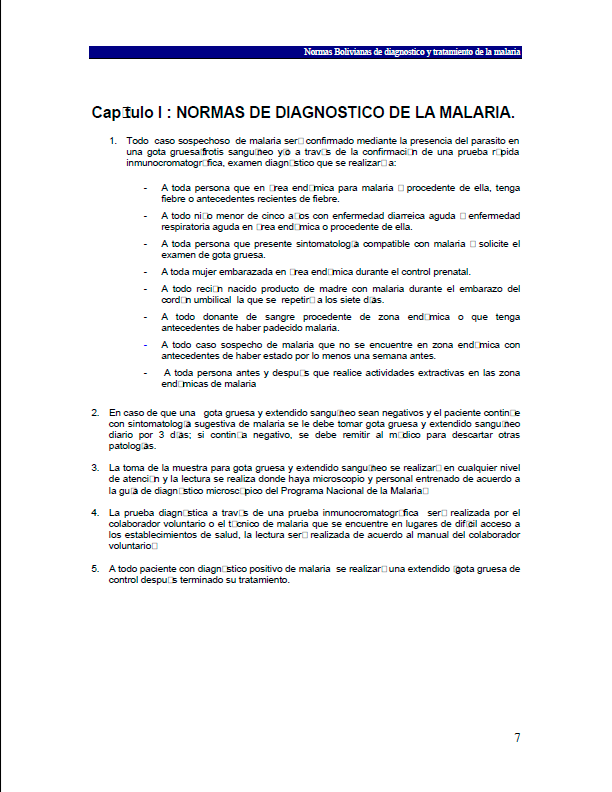 Normas Bolivianas de diagnostico y tratamiento de la malaria
Cap□tulo I : NORMAS DE DIAGNOSTICO DE LA MALARIA.
1. Todo caso sospechoso de malaria ser□ confirmado mediante la presencia del parasito en
una gota gruesa□frotis sangu□neo y□o a trav□s de la confirmaci□n de una prueba r□pida
inmunocromatogr□fica, examen diagn□stico que se realizar□ a:
- A toda persona que en □rea end□mica para malaria □ procedente de ella, tenga
fiebre o antecedentes recientes de fiebre.
- A todo ni□o menor de cinco a□os con enfermedad diarreica aguda □ enfermedad
respiratoria aguda en □rea end□mica o procedente de ella.
- A toda persona que presente sintomatolog□a compatible con malaria □ solicite el
examen de gota gruesa.
- A toda mujer embarazada en □rea end□mica durante el control prenatal.
- A todo reci□n nacido producto de madre con malaria durante el embarazo del
cord□n umbilical la que se repetir□ a los siete d□as.
- A todo donante de sangre procedente de zona end□mica o que tenga
antecedentes de haber padecido malaria.
- A todo caso sospecho de malaria que no se encuentre en zona end□mica con
antecedentes de haber estado por lo menos una semana antes.
- A toda persona antes y despu□s que realice actividades extractivas en las zona
end□micas de malaria
2. En caso de que una gota gruesa y extendido sangu□neo sean negativos y el paciente contin□e
con sintomatolog□a sugestiva de malaria se le debe tomar gota gruesa y extendido sangu□neo
diario por 3 d□as; si contin□a negativo, se debe remitir al m□dico para descartar otras
patolog□as.
3. La toma de la muestra para gota gruesa y extendido sangu□neo se realizar□ en cualquier nivel
de atenci□n y la lectura se realiza donde haya microscopio y personal entrenado de acuerdo a
la gu□a de diagn□stico microsc□pico del Programa Nacional de la Malaria□
4. La prueba diagn□stica a trav□s de una prueba inmunocromatogr□fica ser□ realizada por el
colaborador voluntario o el t□cnico de malaria que se encuentre en lugares de dif□cil acceso a
los establecimientos de salud, la lectura ser□ realizada de acuerdo al manual del colaborador
voluntario□
5. A todo paciente con diagn□stico positivo de malaria se realizar□ una extendido □gota gruesa de
control despu□s terminado su tratamiento.
7